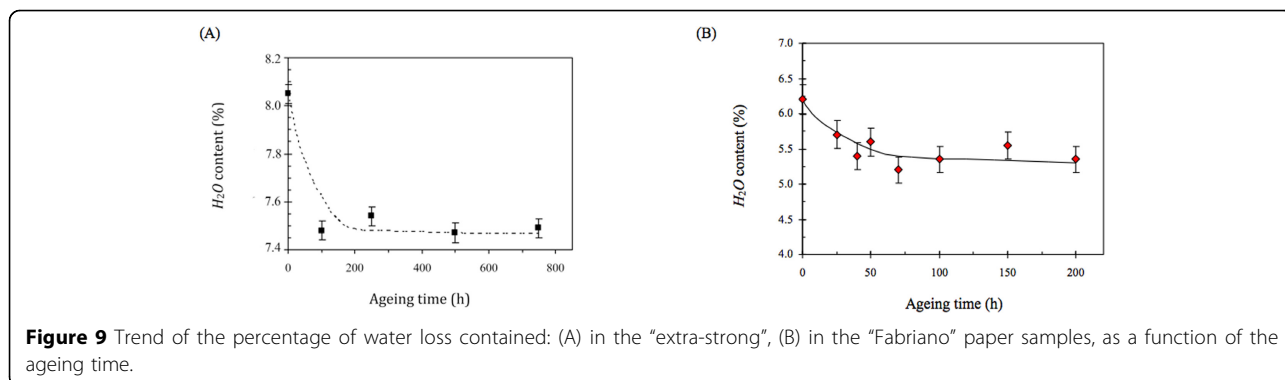 (A)
8.2
8.0
7.8
7.6
7.4
H2O content (%)
0 200 400 600 800
Ageing time (h)
(B)
7.0
6.5
6.0
5.5
5.0
4.5
4.0
H2O content (%)
0 50 100 150 200
Ageing time (h)
Figure 9 Trend of the percentage of water loss contained: (A) in the “extra-strong”, (B) in the “Fabriano” paper samples, as a function of the
ageing time.